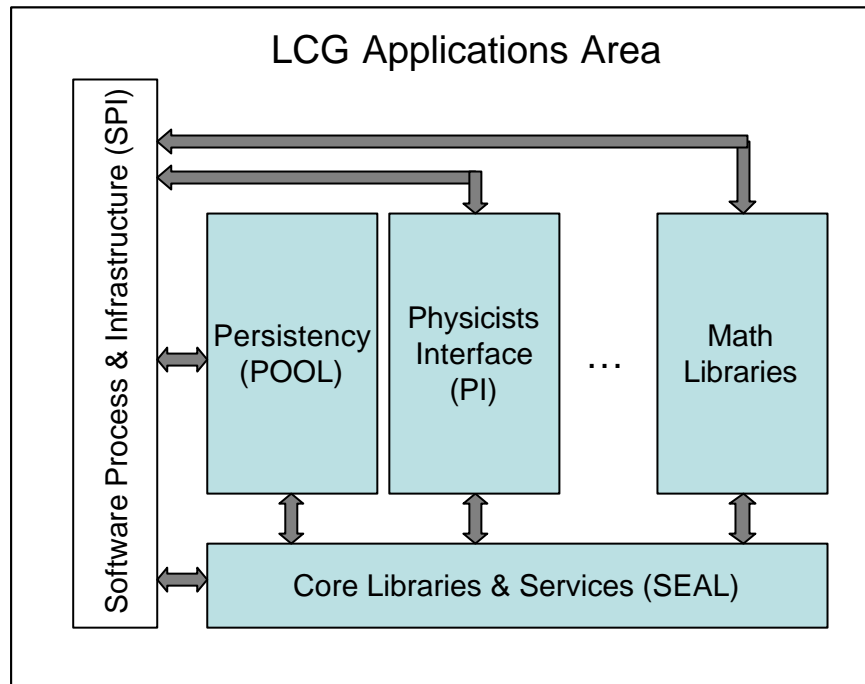 LCG Applications Area
Software Process & Infrastructure (SPI)
Persistency
(POOL)
Physicists
Interface
(PI)
...
Math
Libraries
Core Libraries & Services (SEAL)